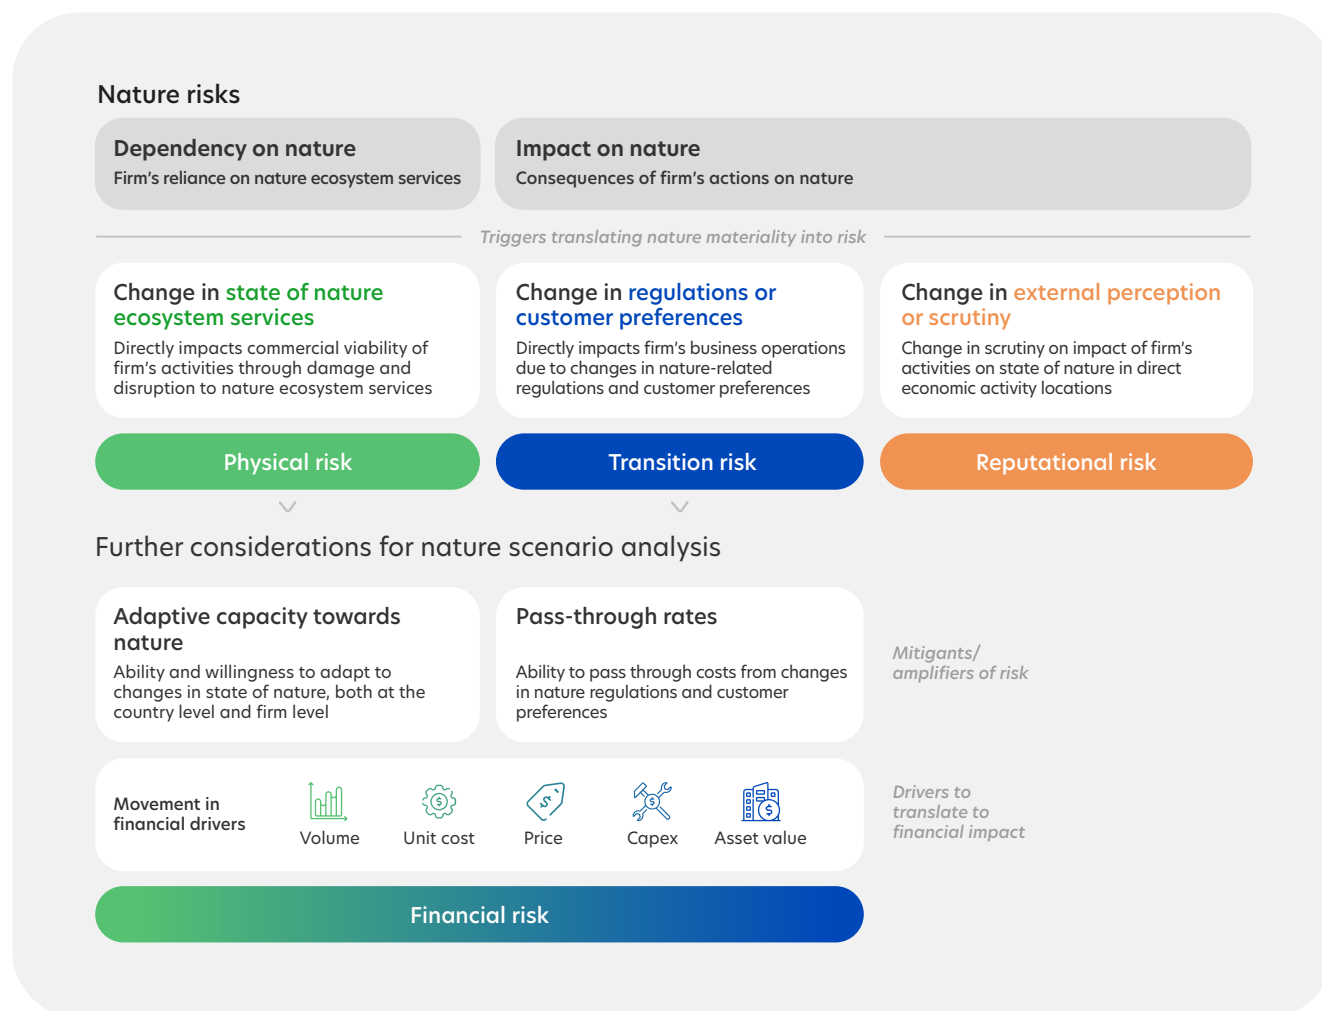 Nature risks
Dependency on nature
Firm's reliance on nature ecosystem services
Impact on nature
Consequences of firm's actions on nature
Triggers translating nature materiality into risk
Change in state of nature
ecosystem services
Directly impacts commercial viability of
firm's activities through damage and
disruption to nature ecosystem services
Change in regulations or
customer preferences
Directly impacts firm's business operations
due to changes in nature-related
regulations and customer preferences
Change in external perception
or scrutiny
Change in scrutiny on impact of firm's
activities on state of nature in direct
economic activity locations
Physical risk
Transition risk
Reputational risk
Further considerations for nature scenario analysis
Adaptive capacity towards
nature
Ability and willingness to adapt to
changes in state of nature, both at the
country level and firm level
Pass-through rates
Ability to pass through costs from changes
in nature regulations and customer
preferences
Mitigants/
amplifiers of risk
Movement in
financial drivers
Volume
Unit cost
Price
Capex
Asset value
Drivers to
translate to
financial impact
Financial risk